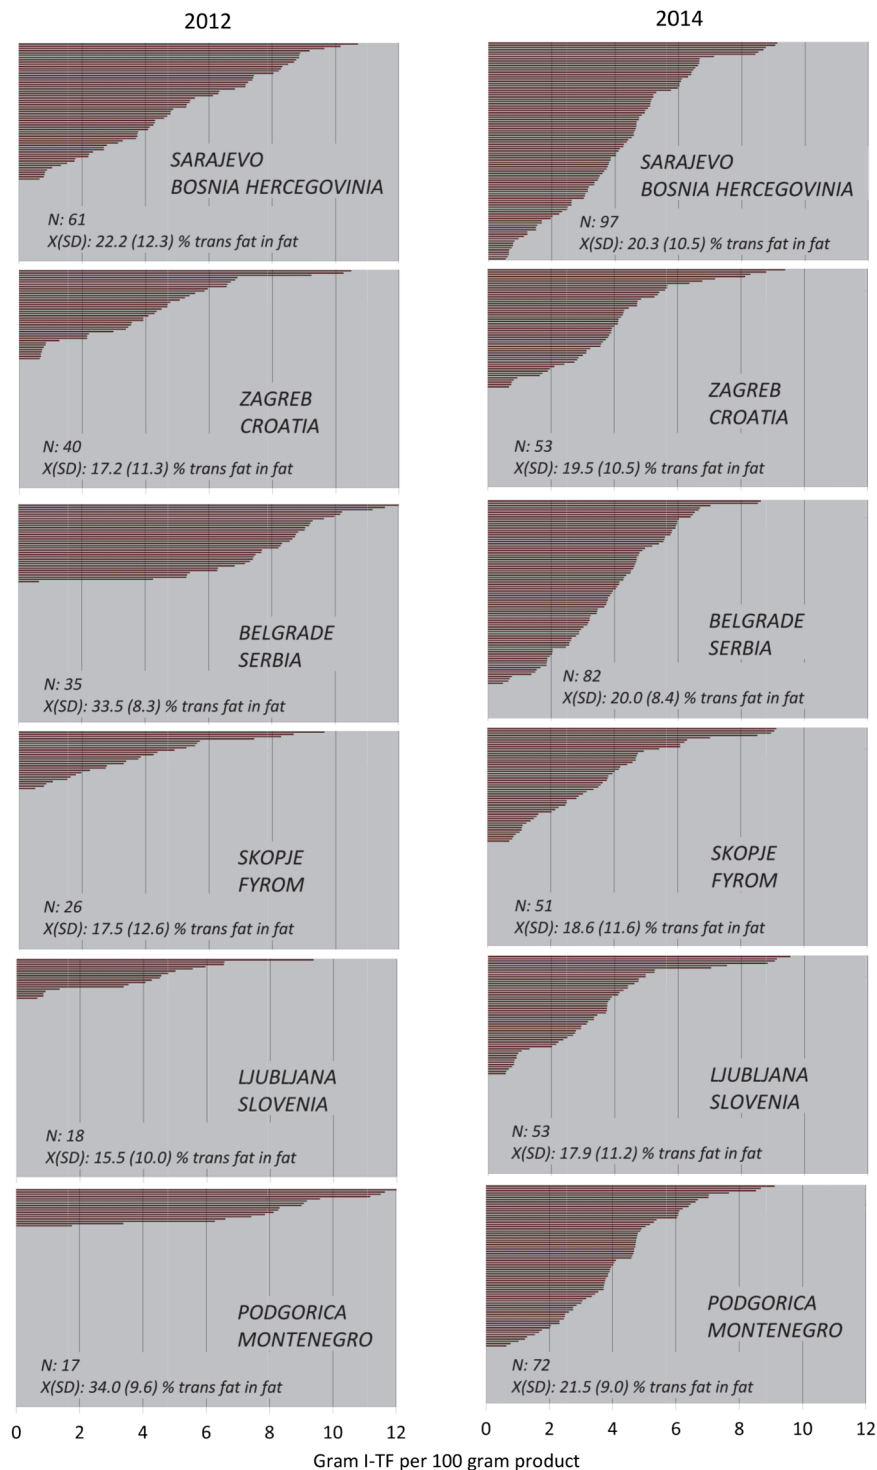 2012
2014
SARAJEVO
BOSNIA HERCEGOVINIA
N: 61
X(SD): 22.2 (12.3) % trans fat in fat
SARAJEVO
BOSNIA HERCEGOVINIA
N: 97
X(SD): 20.3 (10.5) % trans fat in fat
ZAGREB
CROATIA
N: 40
X(SD): 17.2 (11.3) % trans fat in fat
ZAGREB
CROATIA
N: 53
X(SD): 19.5 (10.5) % trans fat in fat
BELGRADE
SERBIA
N: 35
X(SD): 33.5 (8.3) % trans fat in fat
BELGRADE
SERBIA
N: 82
X(SD): 20.0 (8.4) % trans fat in fat
SKOPJE
FYROM
N: 26
X(SD): 17.5 (12.6) % trans fat in fat
SKOPJE
FYROM
N: 51
X(SD): 18.6 (11.6) % trans fat in fat
LJUBLJANA
SLOVENIA
N: 18
X(SD): 15.5 (10.0) % trans fat in fat
LJUBLJANA
SLOVENIA
N: 53
X(SD): 17.9 (11.2) % trans fat in fat
PODGORICA
MONTENEGRO
N: 17
X(SD): 34.0 (9.6) % trans fat in fat
PODGORICA
MONTENEGRO
N: 72
X(SD): 21.5 (9.0) % trans fat in fat
0 2 4 6 8 10 12
0 2 4 6 8 10 12
Gram I-TF per 100 gram product